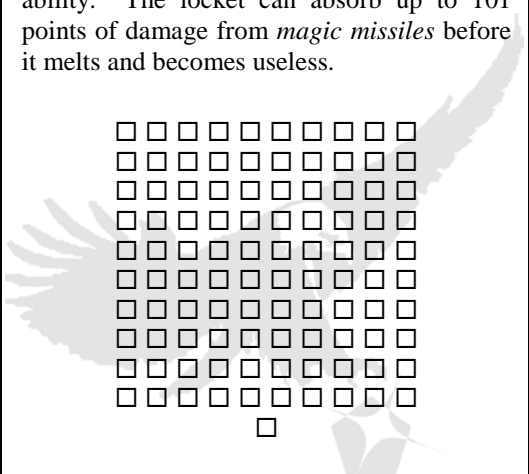 ability. The locket can absorb up to 101
points of damage from magic missiles before
it melts and becomes useless.